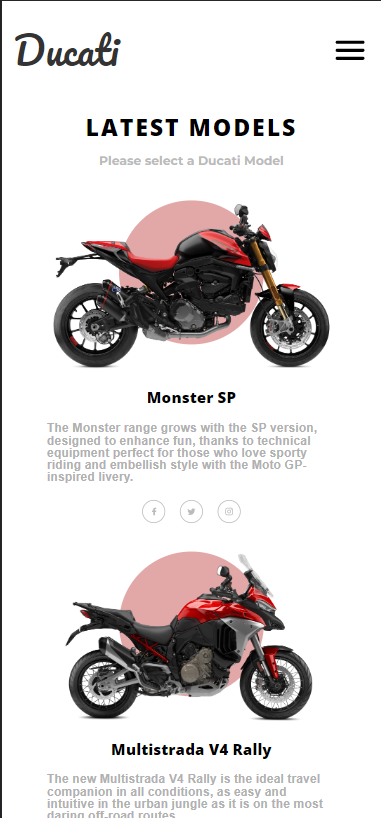 Ducati
LATEST MODELS
Please select a Ducati Model
Monster SP
The Monster range grows with the SP version,
designed to enhance fun, thanks to technical
equipment perfect for those who love sporty
riding and embellish style with the Moto GP-
inspired livery.
Multistrada V4 Rally
The new Multistrada V4 Rally is the ideal travel
companion in all conditions, as easy and
intuitive in the urban jungle as it is on the most
daring off-road routes.